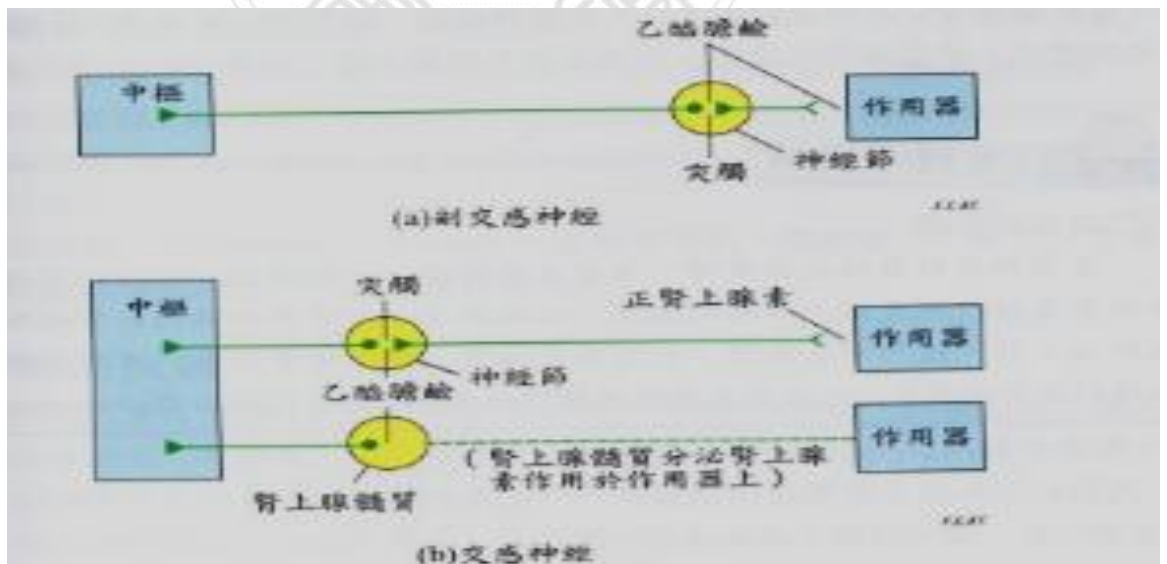 乙醯膽鹼
中樞
作用器
神經節
突觸
(a)副交感神經
突觸
正腎上腺素
中樞
作用器
神經節
乙醯膽鹼
作用器
(腎上腺髓質分泌腎上腺
素作用於作用器上)
腎上腺髓質
(b)交感神經